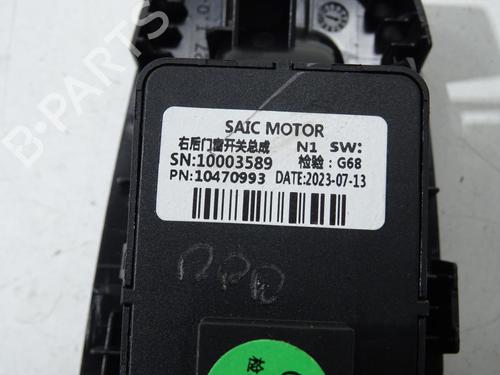 SAIC MOTOR
右后门窗开关总成 N1 SW:
SN:10003589 检验: G68
PN:10470993 DATE:2023-07-13
检